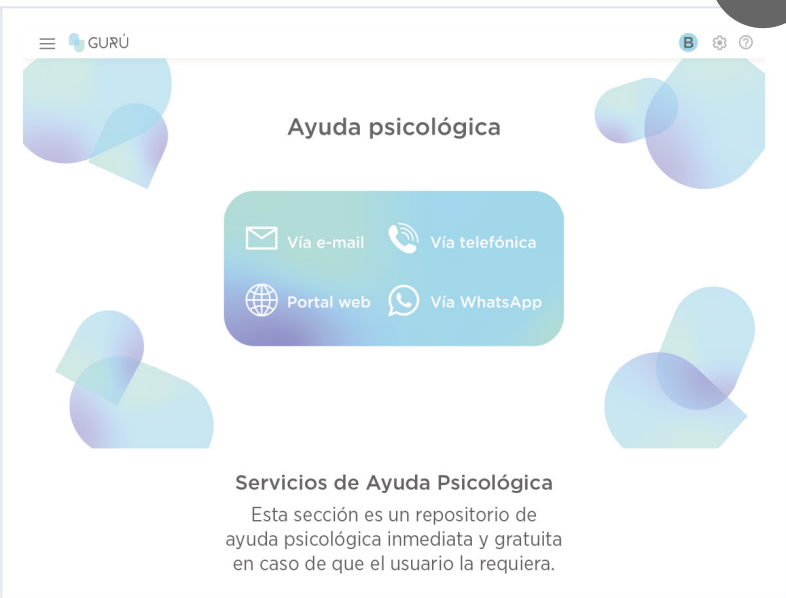 GURÚ
B
?
Ayuda psicológica
Vía e-mail
Vía telefónica
Portal web
Vía WhatsApp
Servicios de Ayuda Psicológica
Esta sección es un repositorio de
ayuda psicológica inmediata y gratuita
en caso de que el usuario la requiera.